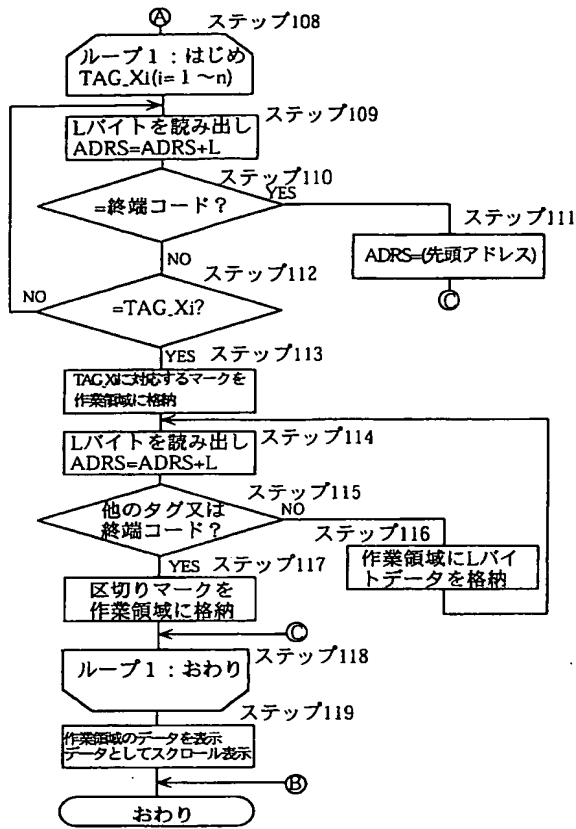 Ⓐ
ステップ108
ループ1：はじめ
TAG_Xi(i=1～n)
ステップ109
Lバイトを読み出し
ADRS=ADRS+L
ステップ110
=終端コード？
YES
ステップ111
ADRS=(先頭アドレス)
Ⓒ
NO
ステップ112
NO
=TAG_Xi?
YES
ステップ113
TAG_Xiに対応するマークを
作業領域に格納
ステップ114
Lバイトを読み出し
ADRS=ADRS+L
ステップ115
他のタグ又は
終端コード？
NO
ステップ116
作業領域にLバイ
トデータを格納
YES
ステップ117
区切りマークを
作業領域に格納
Ⓒ
ステップ118
ループ1：おわり
ステップ119
作業領域のデータを表示
データとしてスクロール表示
Ⓑ
おわり